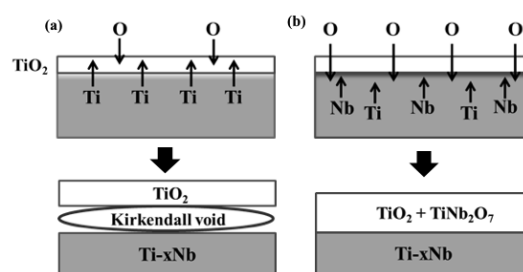 (a)
O O
TiO2
Ti Ti Ti Ti
TiO2
Kirkendall void
Ti-xNb
(b)
O O O O
Nb Ti Nb Ti Nb
TiO2 + TiNb2O7
Ti-xNb